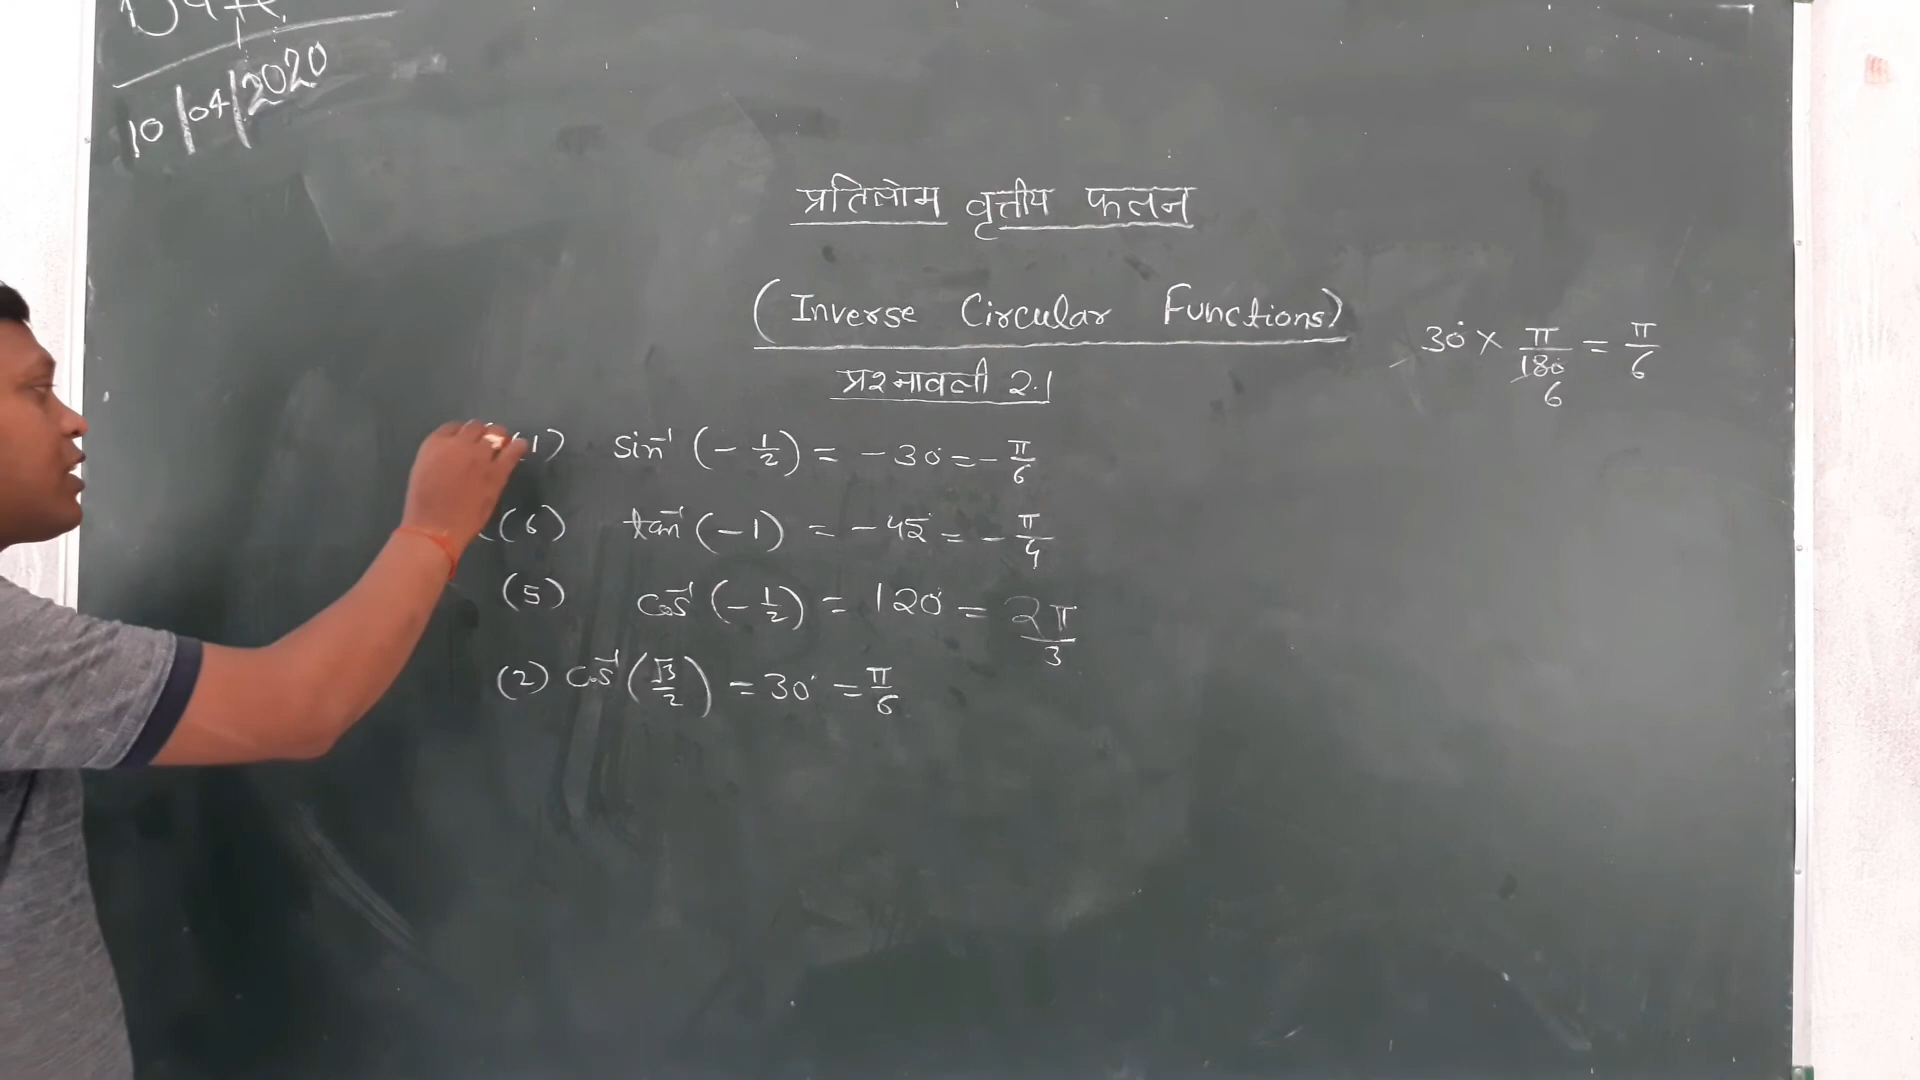 Date
10/04/2020
प्रतिलोम वृत्तीय फलन
(Inverse Circular Functions)
प्रश्नावली 2.1
30° × π/180° = π/6
6
(1) sin⁻¹(-1/2) = -30° = -π/6
(6) tan⁻¹(-1) = -45° = -π/4
(5) cos⁻¹(-1/2) = 120° = 2π/3
(2) cos⁻¹(√3/2) = 30° = π/6